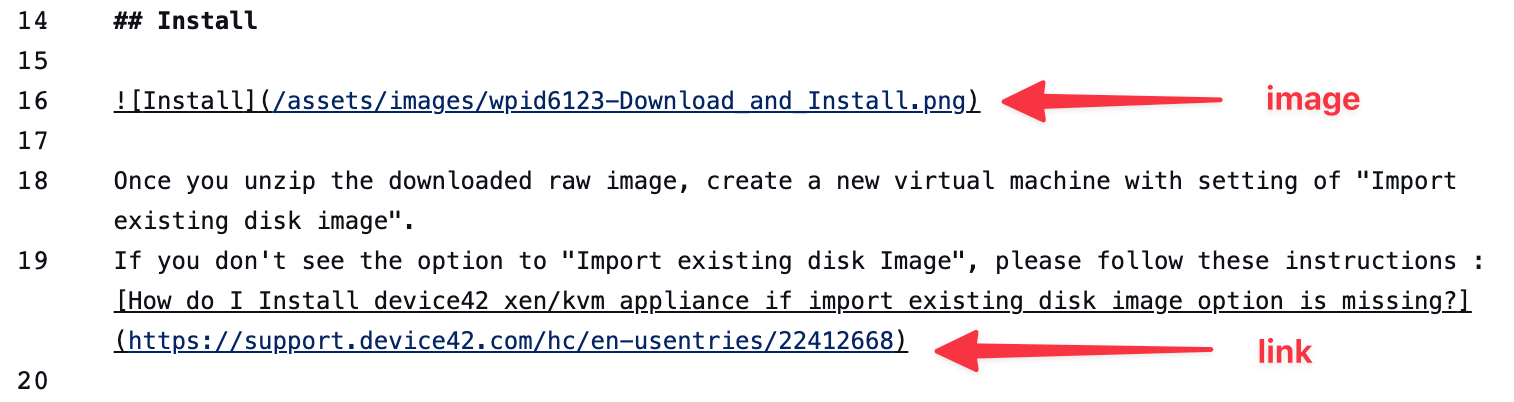 14 ## Install
15
16 ![Install](/assets/images/wpid6123-Download_and_Install.png) image
17
18 Once you unzip the downloaded raw image, create a new virtual machine with setting of "Import
existing disk image".
19 If you don't see the option to "Import existing disk Image", please follow these instructions :
[How do I Install device42 xen/kvm appliance if import existing disk image option is missing?]
(https://support.device42.com/hc/en-usentries/22412668) link
20